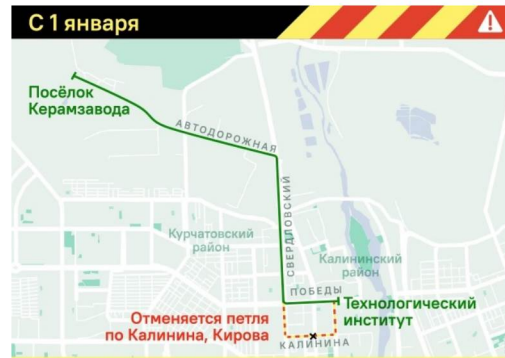 С 1 января
Посёлок
Керамзавода
АВТОДОРОЖНАЯ
СВЕРДЛОВСКИЙ
Курчатовский
район
Калининский
район
ПОБЕДЫ
Технологический
институт
Отменяется петля
по Калинина, Кирова
КАЛИНИНА